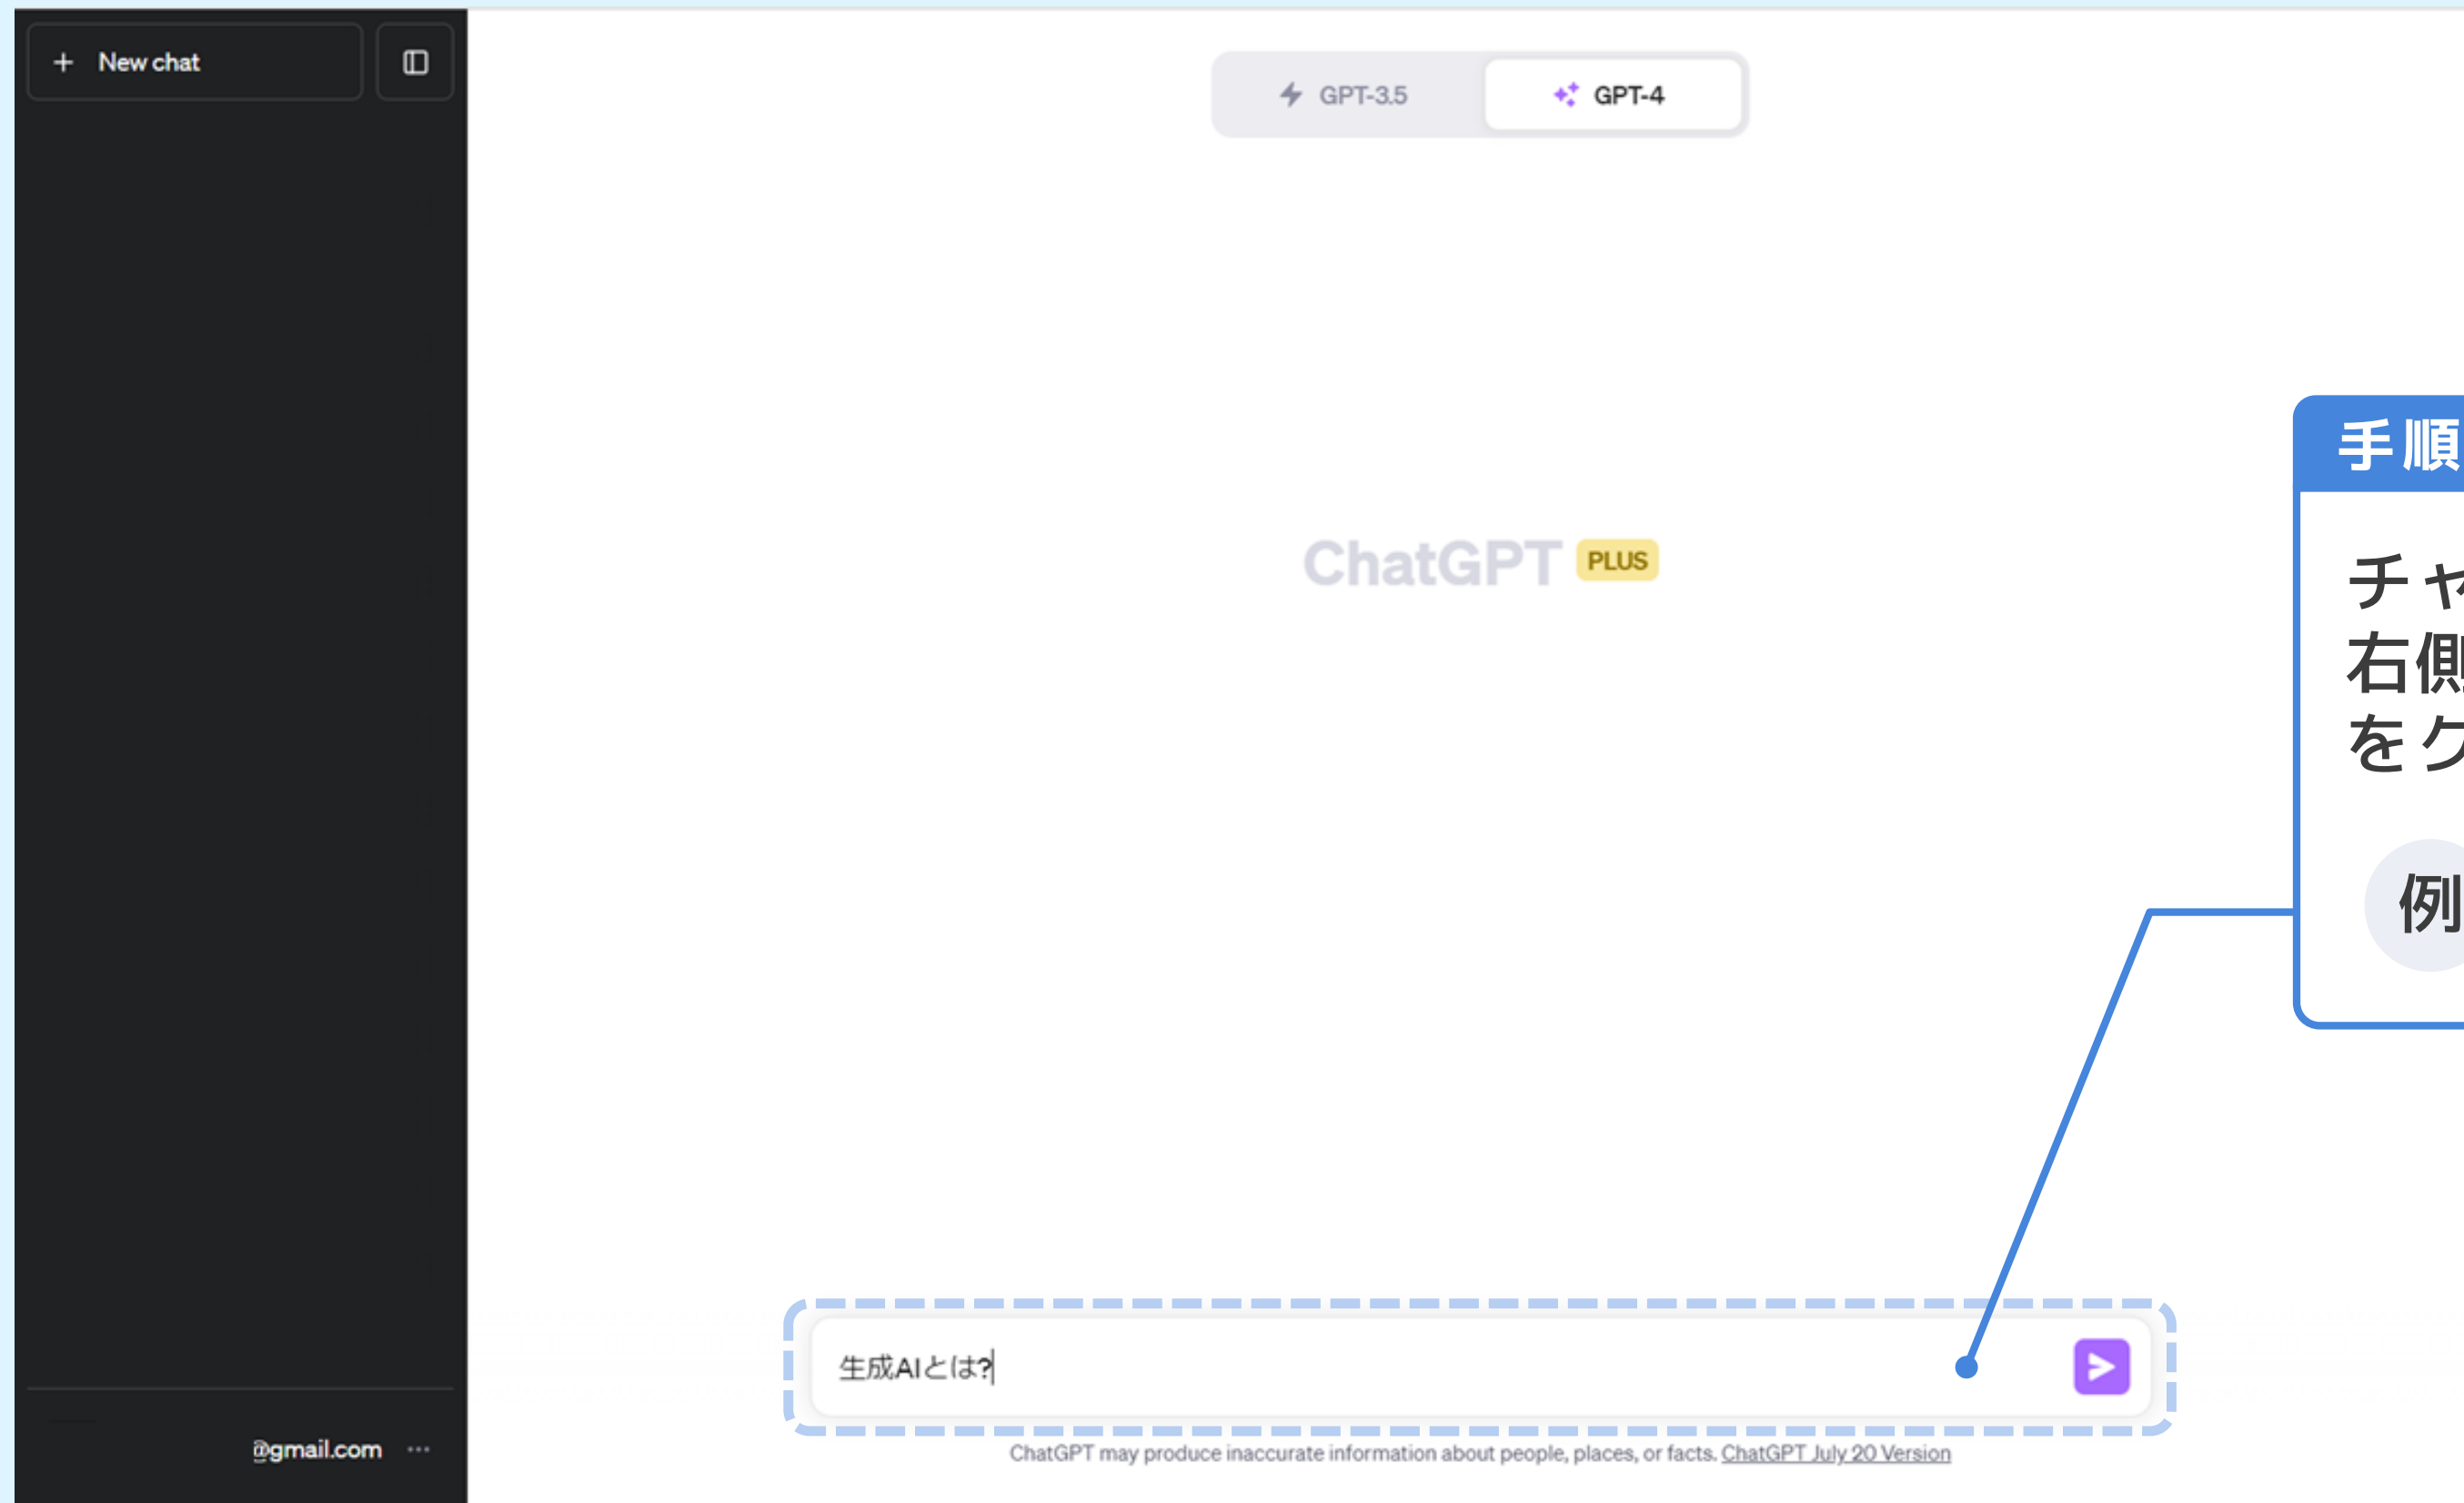 New chat
GPT-3.5
GPT-4
ChatGPT PLUS
手順
チャ
右側
をク
例
生成AIとは?
@gmail.com
ChatGPT may produce inaccurate information about people, places, or facts. ChatGPT July 20 Version